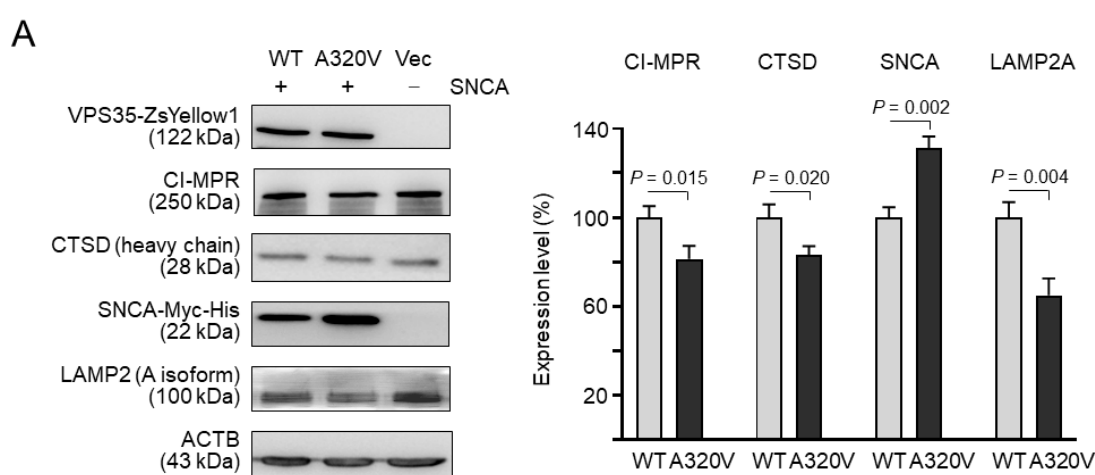 A
WT A320V Vec
+ + − SNCA
VPS35-ZsYellow1
(122 kDa)
CI-MPR
(250 kDa)
CTSD (heavy chain)
(28 kDa)
SNCA-Myc-His
(22 kDa)
LAMP2 (A isoform)
(100 kDa)
ACTB
(43 kDa)
CI-MPR CTSD SNCA LAMP2A
P = 0.002
P = 0.015 P = 0.020 P = 0.004
Expression level (%)
140
100
60
20
WT A320V WT A320V WT A320V WT A320V